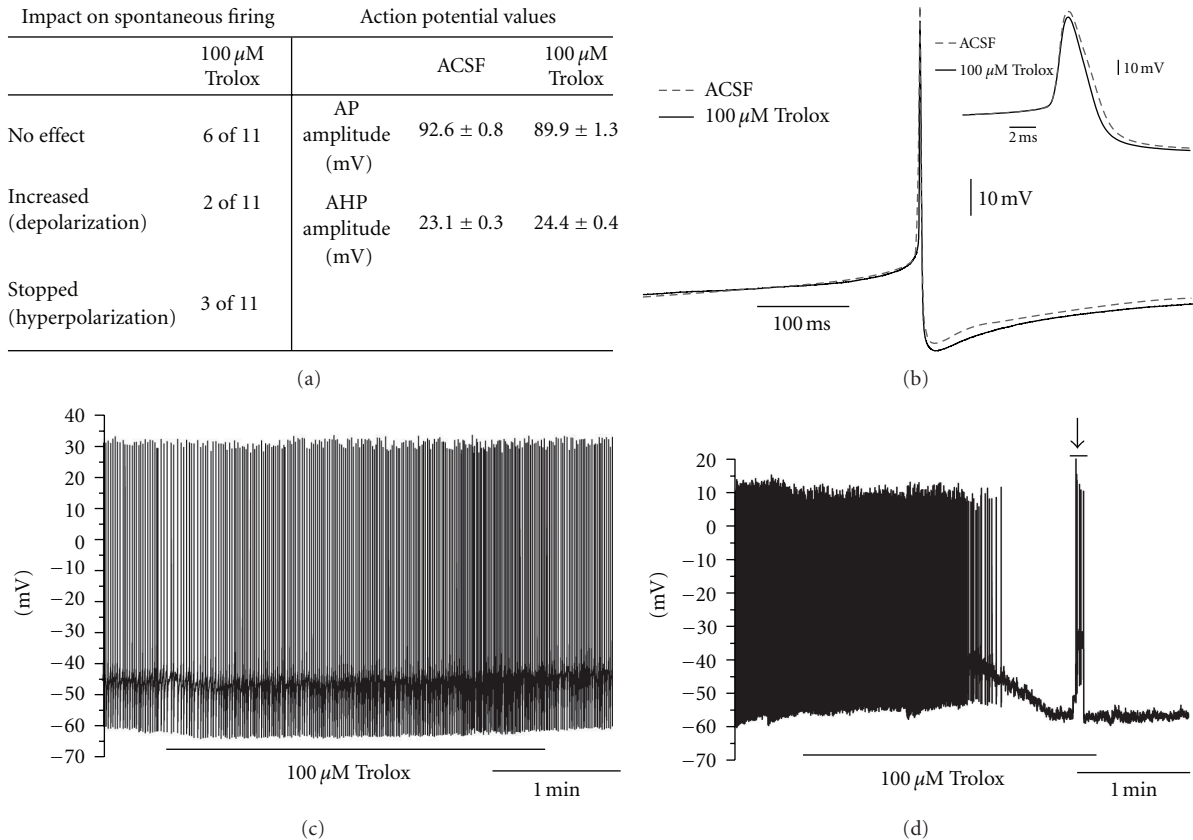 Impact on spontaneous firing
Action potential values
100 µM
Trolox
ACSF
100 µM
Trolox
No effect
6 of 11
AP
amplitude
(mV)
92.6 ± 0.8
89.9 ± 1.3
Increased
(depolarization)
2 of 11
AHP
amplitude
(mV)
23.1 ± 0.3
24.4 ± 0.4
Stopped
(hyperpolarization)
3 of 11
(a)
ACSF
100 µM Trolox
ACSF
100 µM Trolox
10 mV
2 ms
10 mV
100 ms
(b)
40
30
20
10
0
−10
−20
−30
−40
−50
−60
−70
(mV)
100 µM Trolox
1 min
(c)
20
10
0
−10
−20
−30
−40
−50
−60
−70
(mV)
100 µM Trolox
1 min
(d)